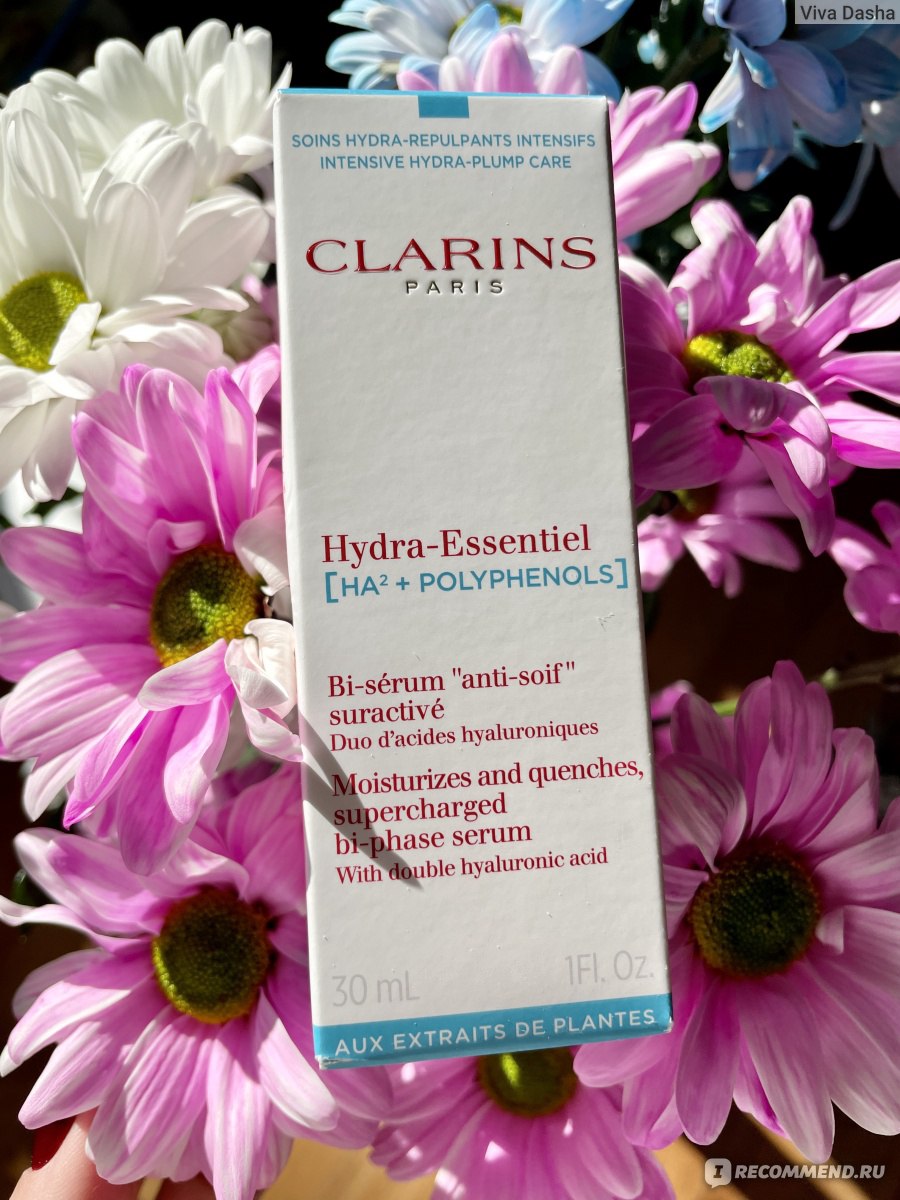 Viva Dasha
SOINS HYDRA-REPULPANTS INTENSIFS
INTENSIVE HYDRA-PLUMP CARE
CLARINS
PARIS
Hydra-Essentiel
[HA² + POLYPHENOLS]
Bi-sérum "anti-soif"
suractivé
Duo d'acides hyaluroniques
Moisturizes and quenches,
supercharged
bi-phase serum
With double hyaluronic acid
30 mL 1Fl. Oz.
AUX EXTRAITS DE PLANTES
I RECOMMEND.RU